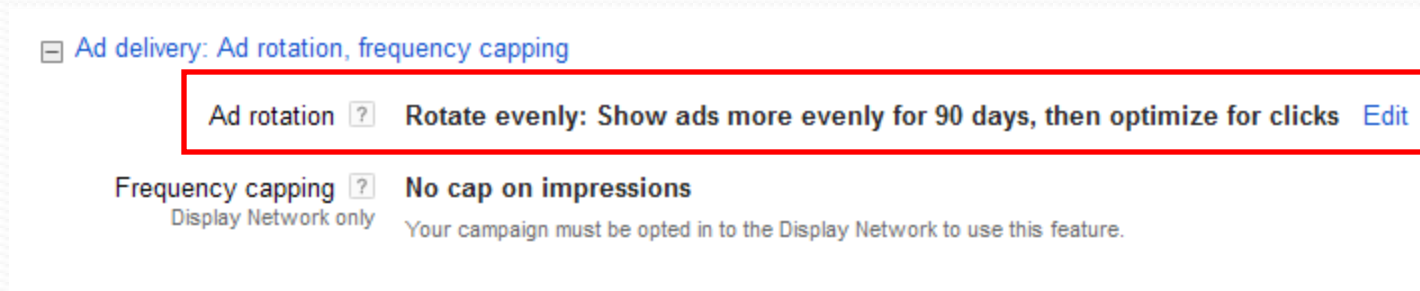 Ad delivery: Ad rotation, frequency capping
Ad rotation ? Rotate evenly: Show ads more evenly for 90 days, then optimize for clicks Edit
Frequency capping ? No cap on impressions
Display Network only Your campaign must be opted in to the Display Network to use this feature.